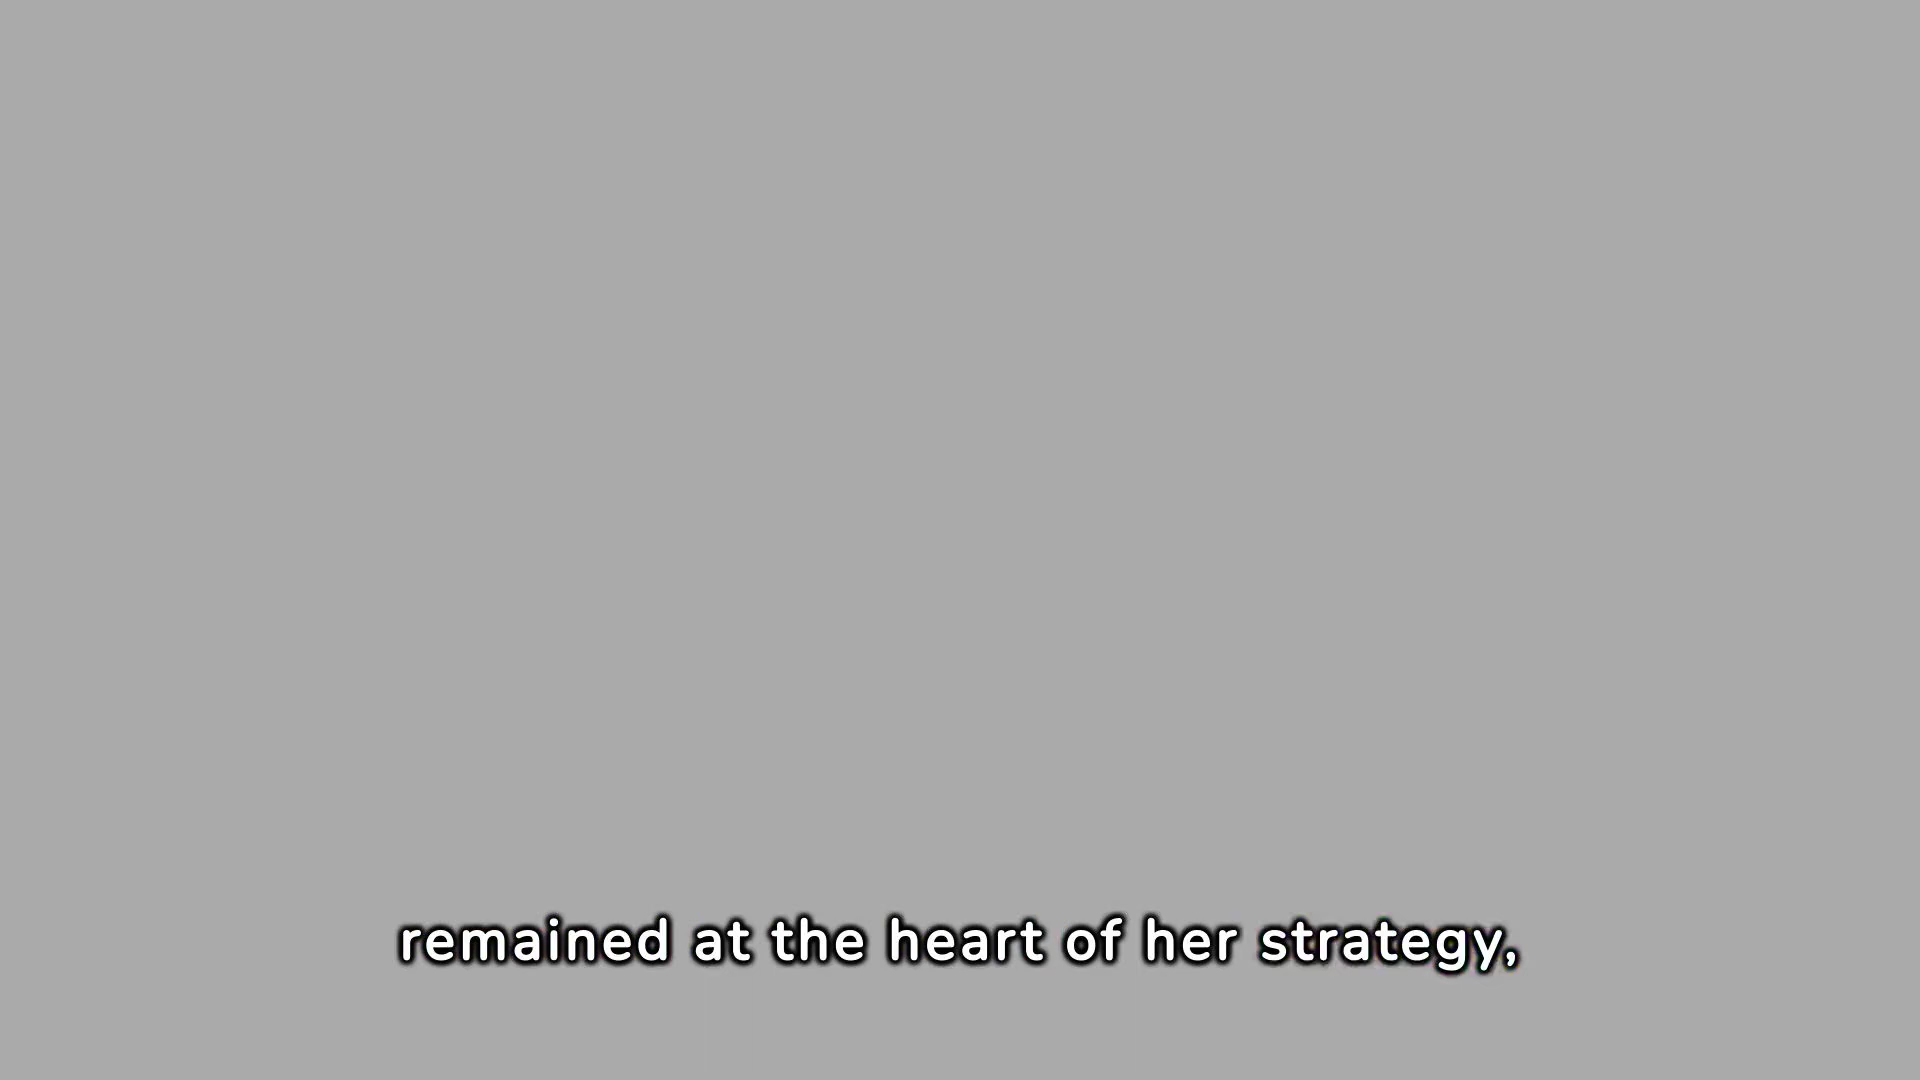 remained at the heart of her strategy,